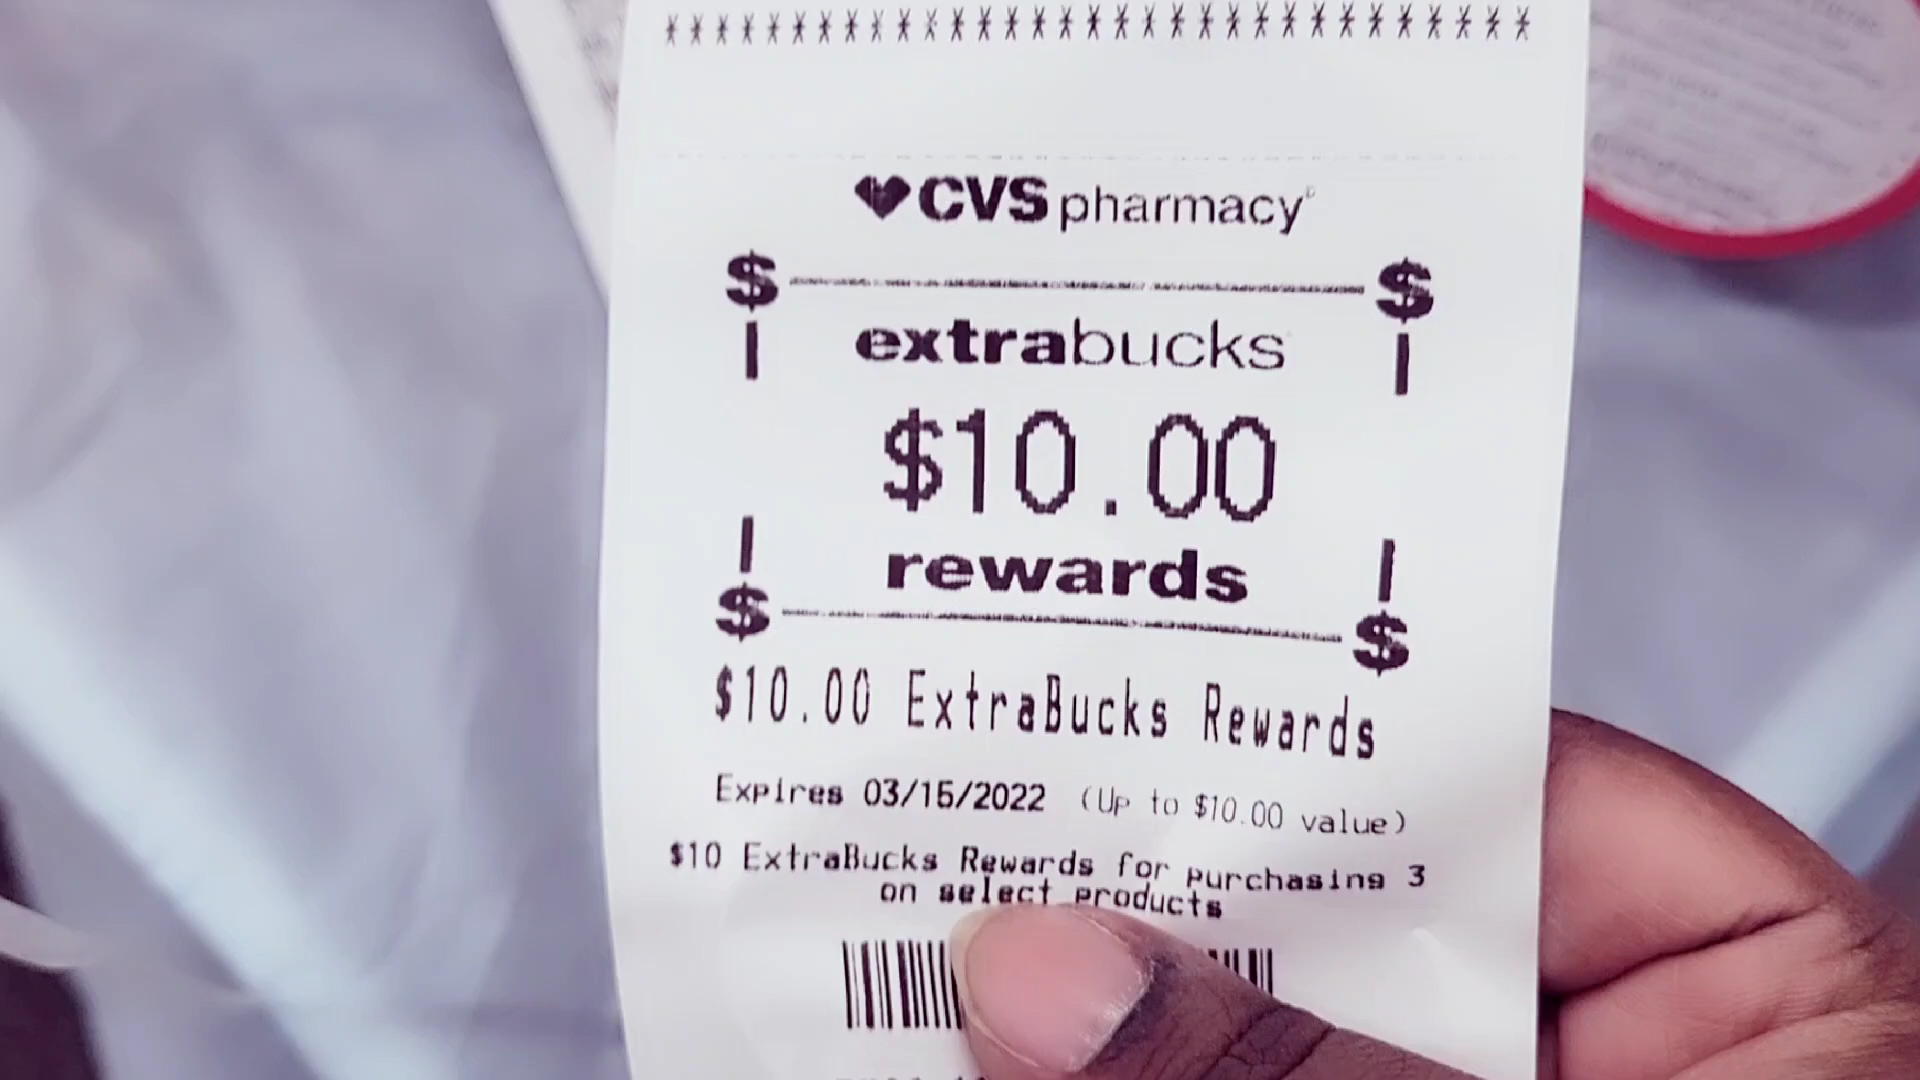 *********************************
CVS pharmacy
$ $
extrabucks
$10.00
rewards
$ $
$10.00 ExtraBucks Rewards
Expires 03/15/2022 (Up to $10.00 value)
$10 ExtraBucks Rewards for purchasing 3
on select products